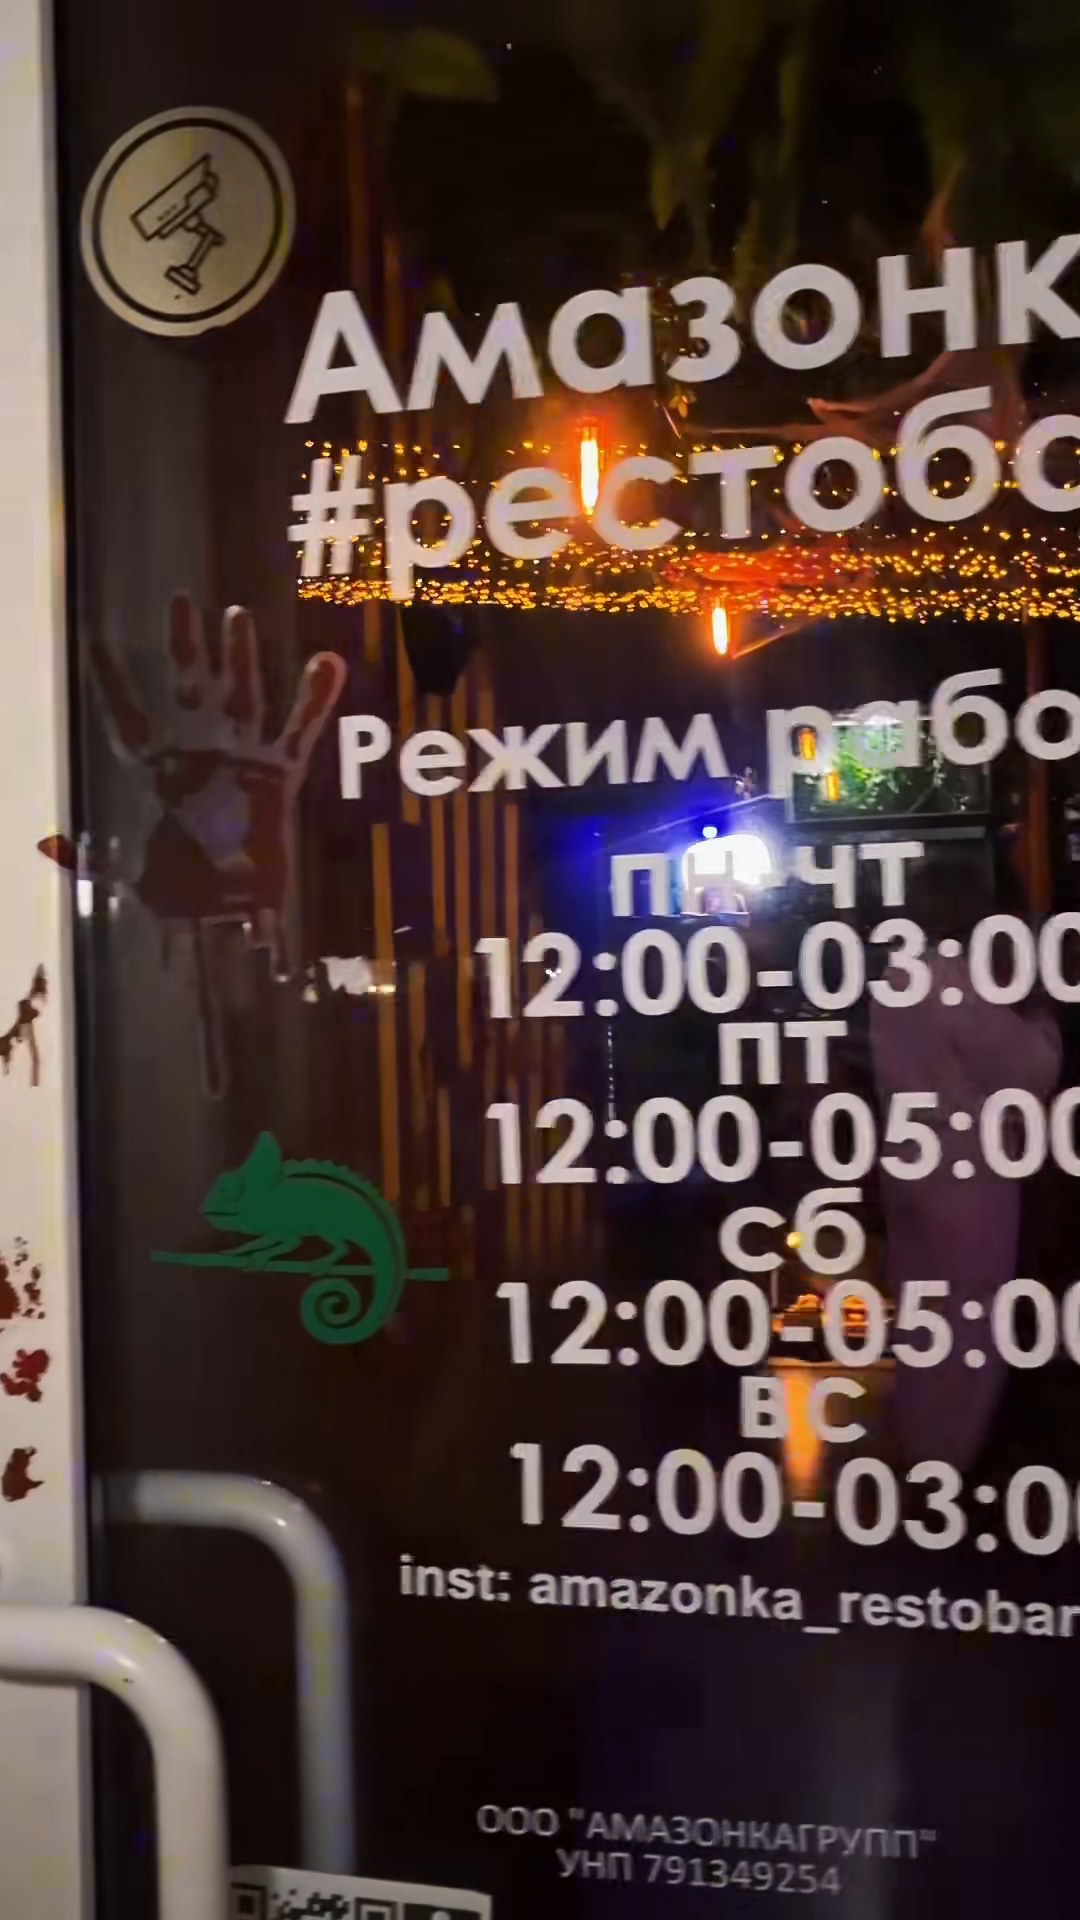 Амазонк
#рестоба
Режим рабо
пн-чт
12:00-03:00
пт
12:00-05:00
сб
12:00-05:00
вс
12:00-03:00
inst: amazonka_restobar
ООО "АМАЗОНКАГРУПП"
УНП 791349254